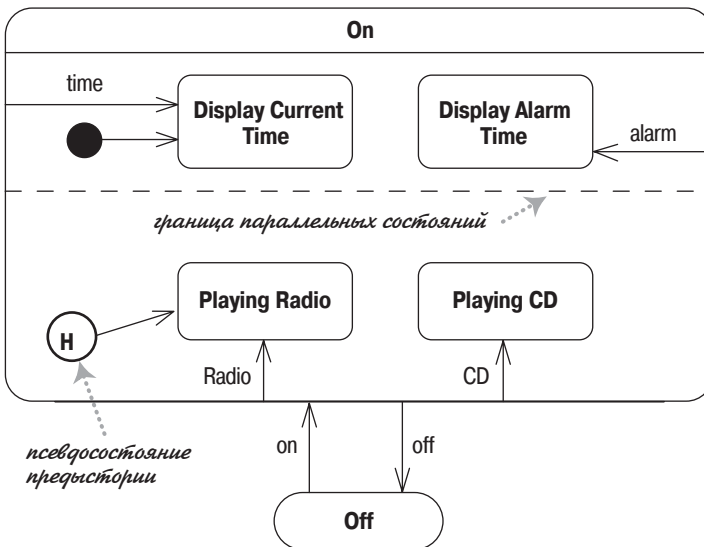 On
time
Display Current
Time
Display Alarm
Time
alarm
граница параллельных состояний
Playing Radio
Playing CD
H
Radio
CD
псевдосостояние
предыстории
on
off
Off